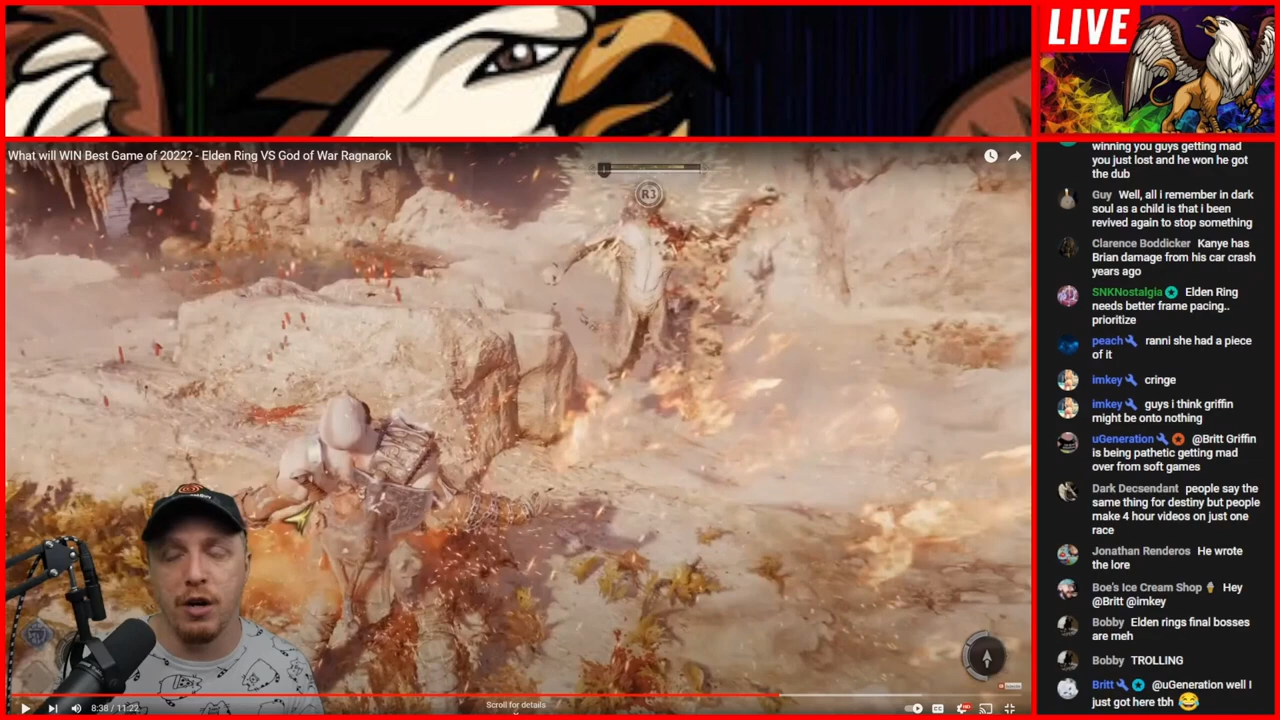 LIVE
What will WIN Best Game of 2022? - Elden Ring VS God of War Ragnarok
R3
8:38 / 11:22
Scroll for details
CC
HD
winning you guys getting mad
you just lost and he won he got
the dub
Guy Well, all i remember in dark
soul as a child is that i been
revived again to stop something
Clarence Boddicker Kanye has
Brian damage from his car crash
years ago
SNKNostalgia Elden Ring
needs better frame pacing..
prioritize
peach ranni she had a piece
of it
imkey cringe
imkey guys i think griffin
might be onto nothing
uGeneration @Britt Griffin
is being pathetic getting mad
over from soft games
Dark Decsendant people say the
same thing for destiny but people
make 4 hour videos on just one
race
Jonathan Renderos He wrote
the lore
Boe's Ice Cream Shop🍦 Hey
@Britt @imkey
Bobby Elden rings final bosses
are meh
Bobby TROLLING
Britt @uGeneration well I
just got here tbh 😂